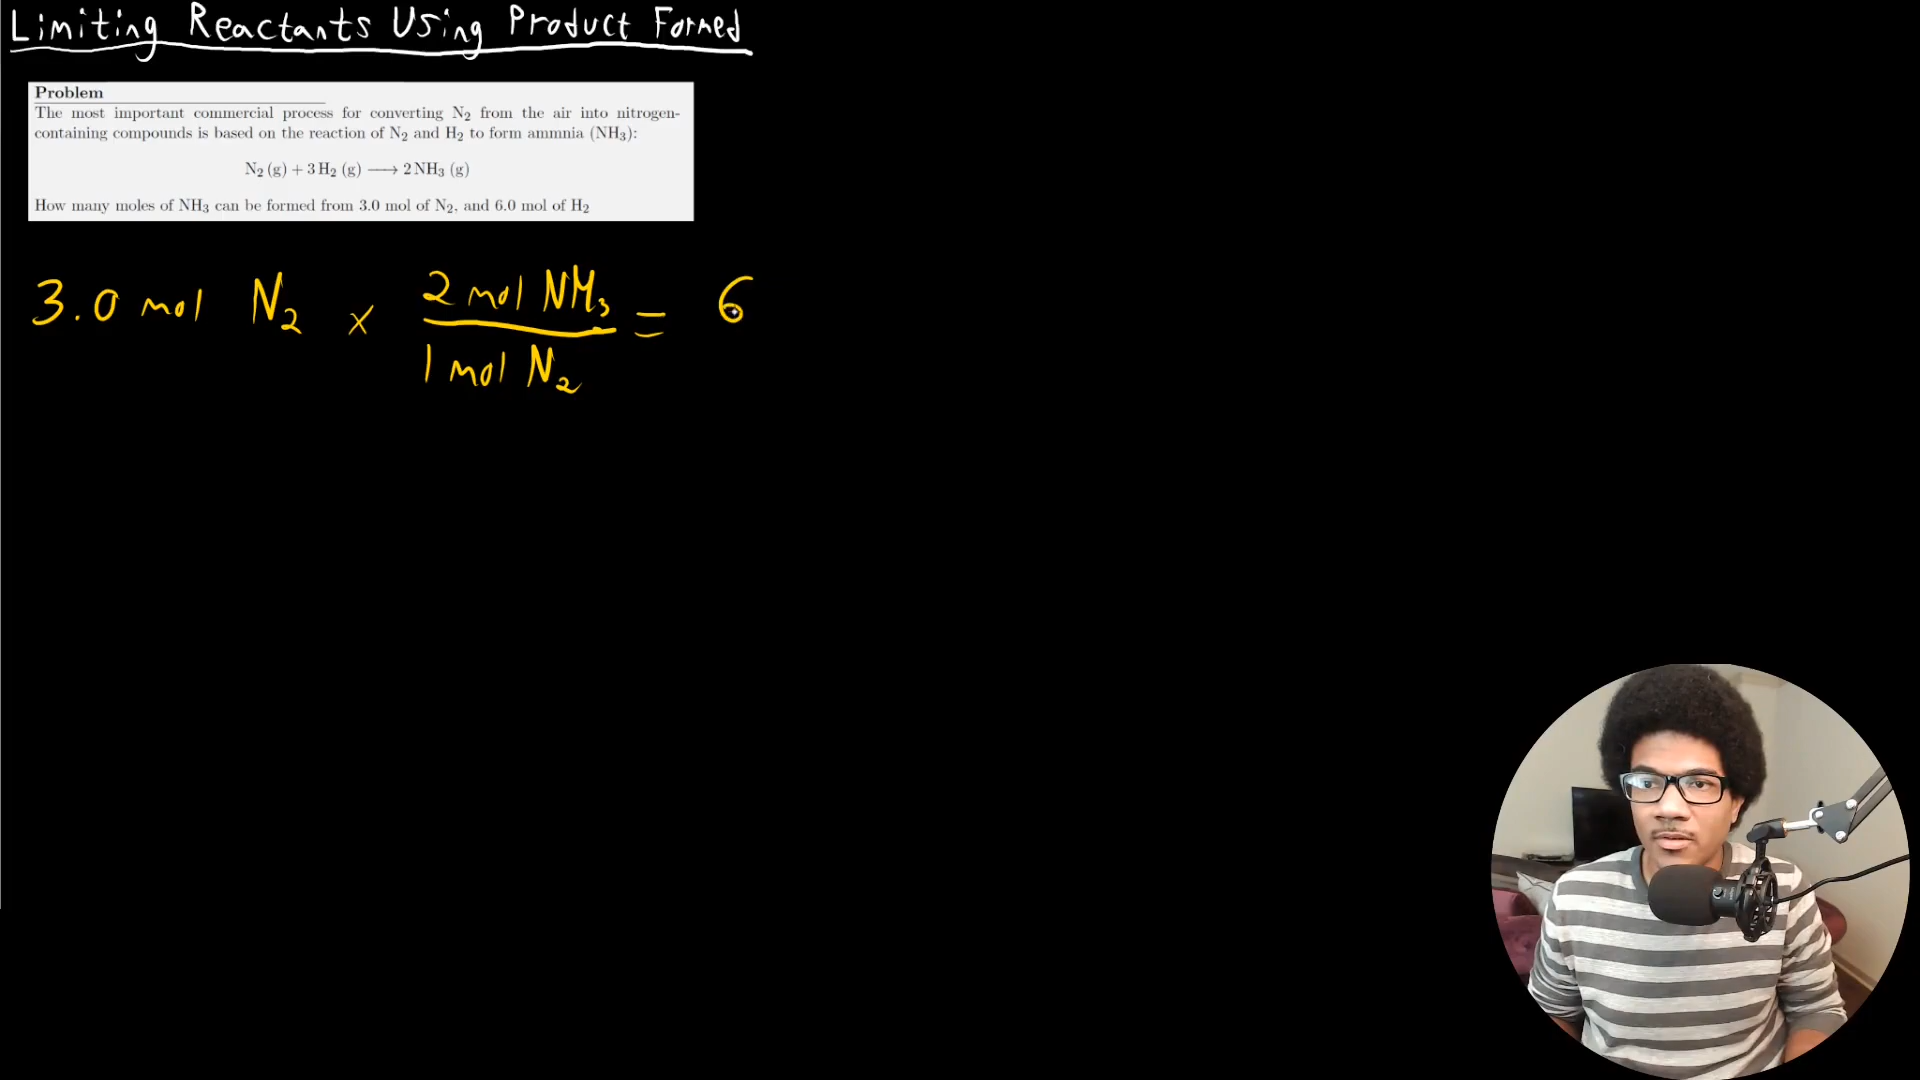 Limiting Reactants Using Product Formed
Problem
The most important commercial process for converting N₂ from the air into nitrogen-
containing compounds is based on the reaction of N₂ and H₂ to form ammnia (NH₃):
N₂ (g) + 3 H₂ (g) ⟶ 2 NH₃ (g)
How many moles of NH₃ can be formed from 3.0 mol of N₂, and 6.0 mol of H₂
3.0 mol N₂ × 2 mol NH₃ = 6
1 mol N₂